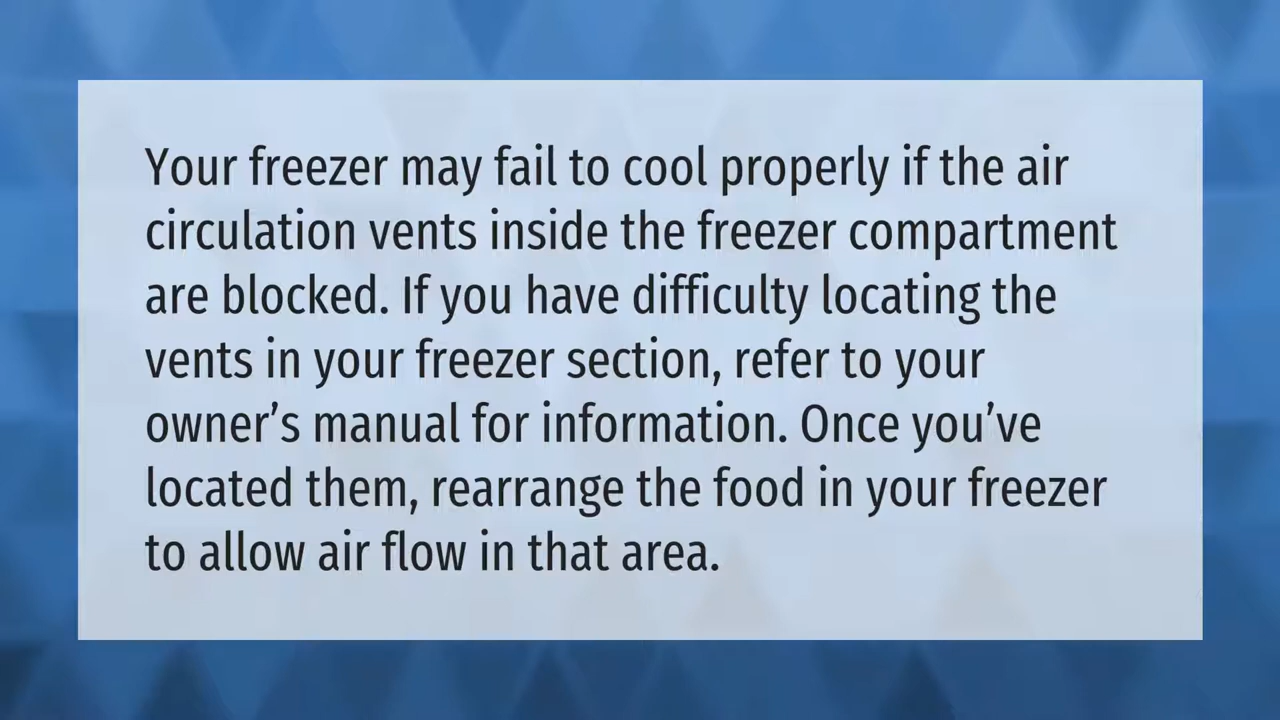 Your freezer may fail to cool properly if the air
circulation vents inside the freezer compartment
are blocked. If you have difficulty locating the
vents in your freezer section, refer to your
owner’s manual for information. Once you’ve
located them, rearrange the food in your freezer
to allow air flow in that area.